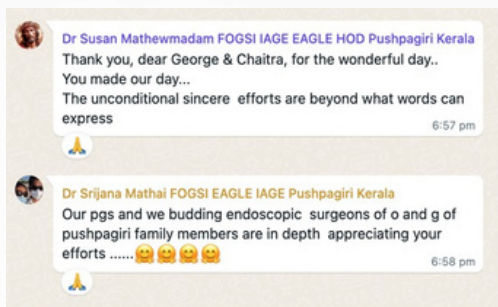 Dr Susan Mathewmadam FOGSI IAGE EAGLE HOD Pushpagiri Kerala
Thank you, dear George & Chaitra, for the wonderful day..
You made our day...
The unconditional sincere efforts are beyond what words can
express
6:57 pm
🙏
Dr Srijana Mathai FOGSI EAGLE IAGE Pushpagiri Kerala
Our pgs and we budding endoscopic surgeons of o and g of
pushpagiri family members are in depth appreciating your
efforts ......🤗🤗🤗🤗
6:58 pm
🙏